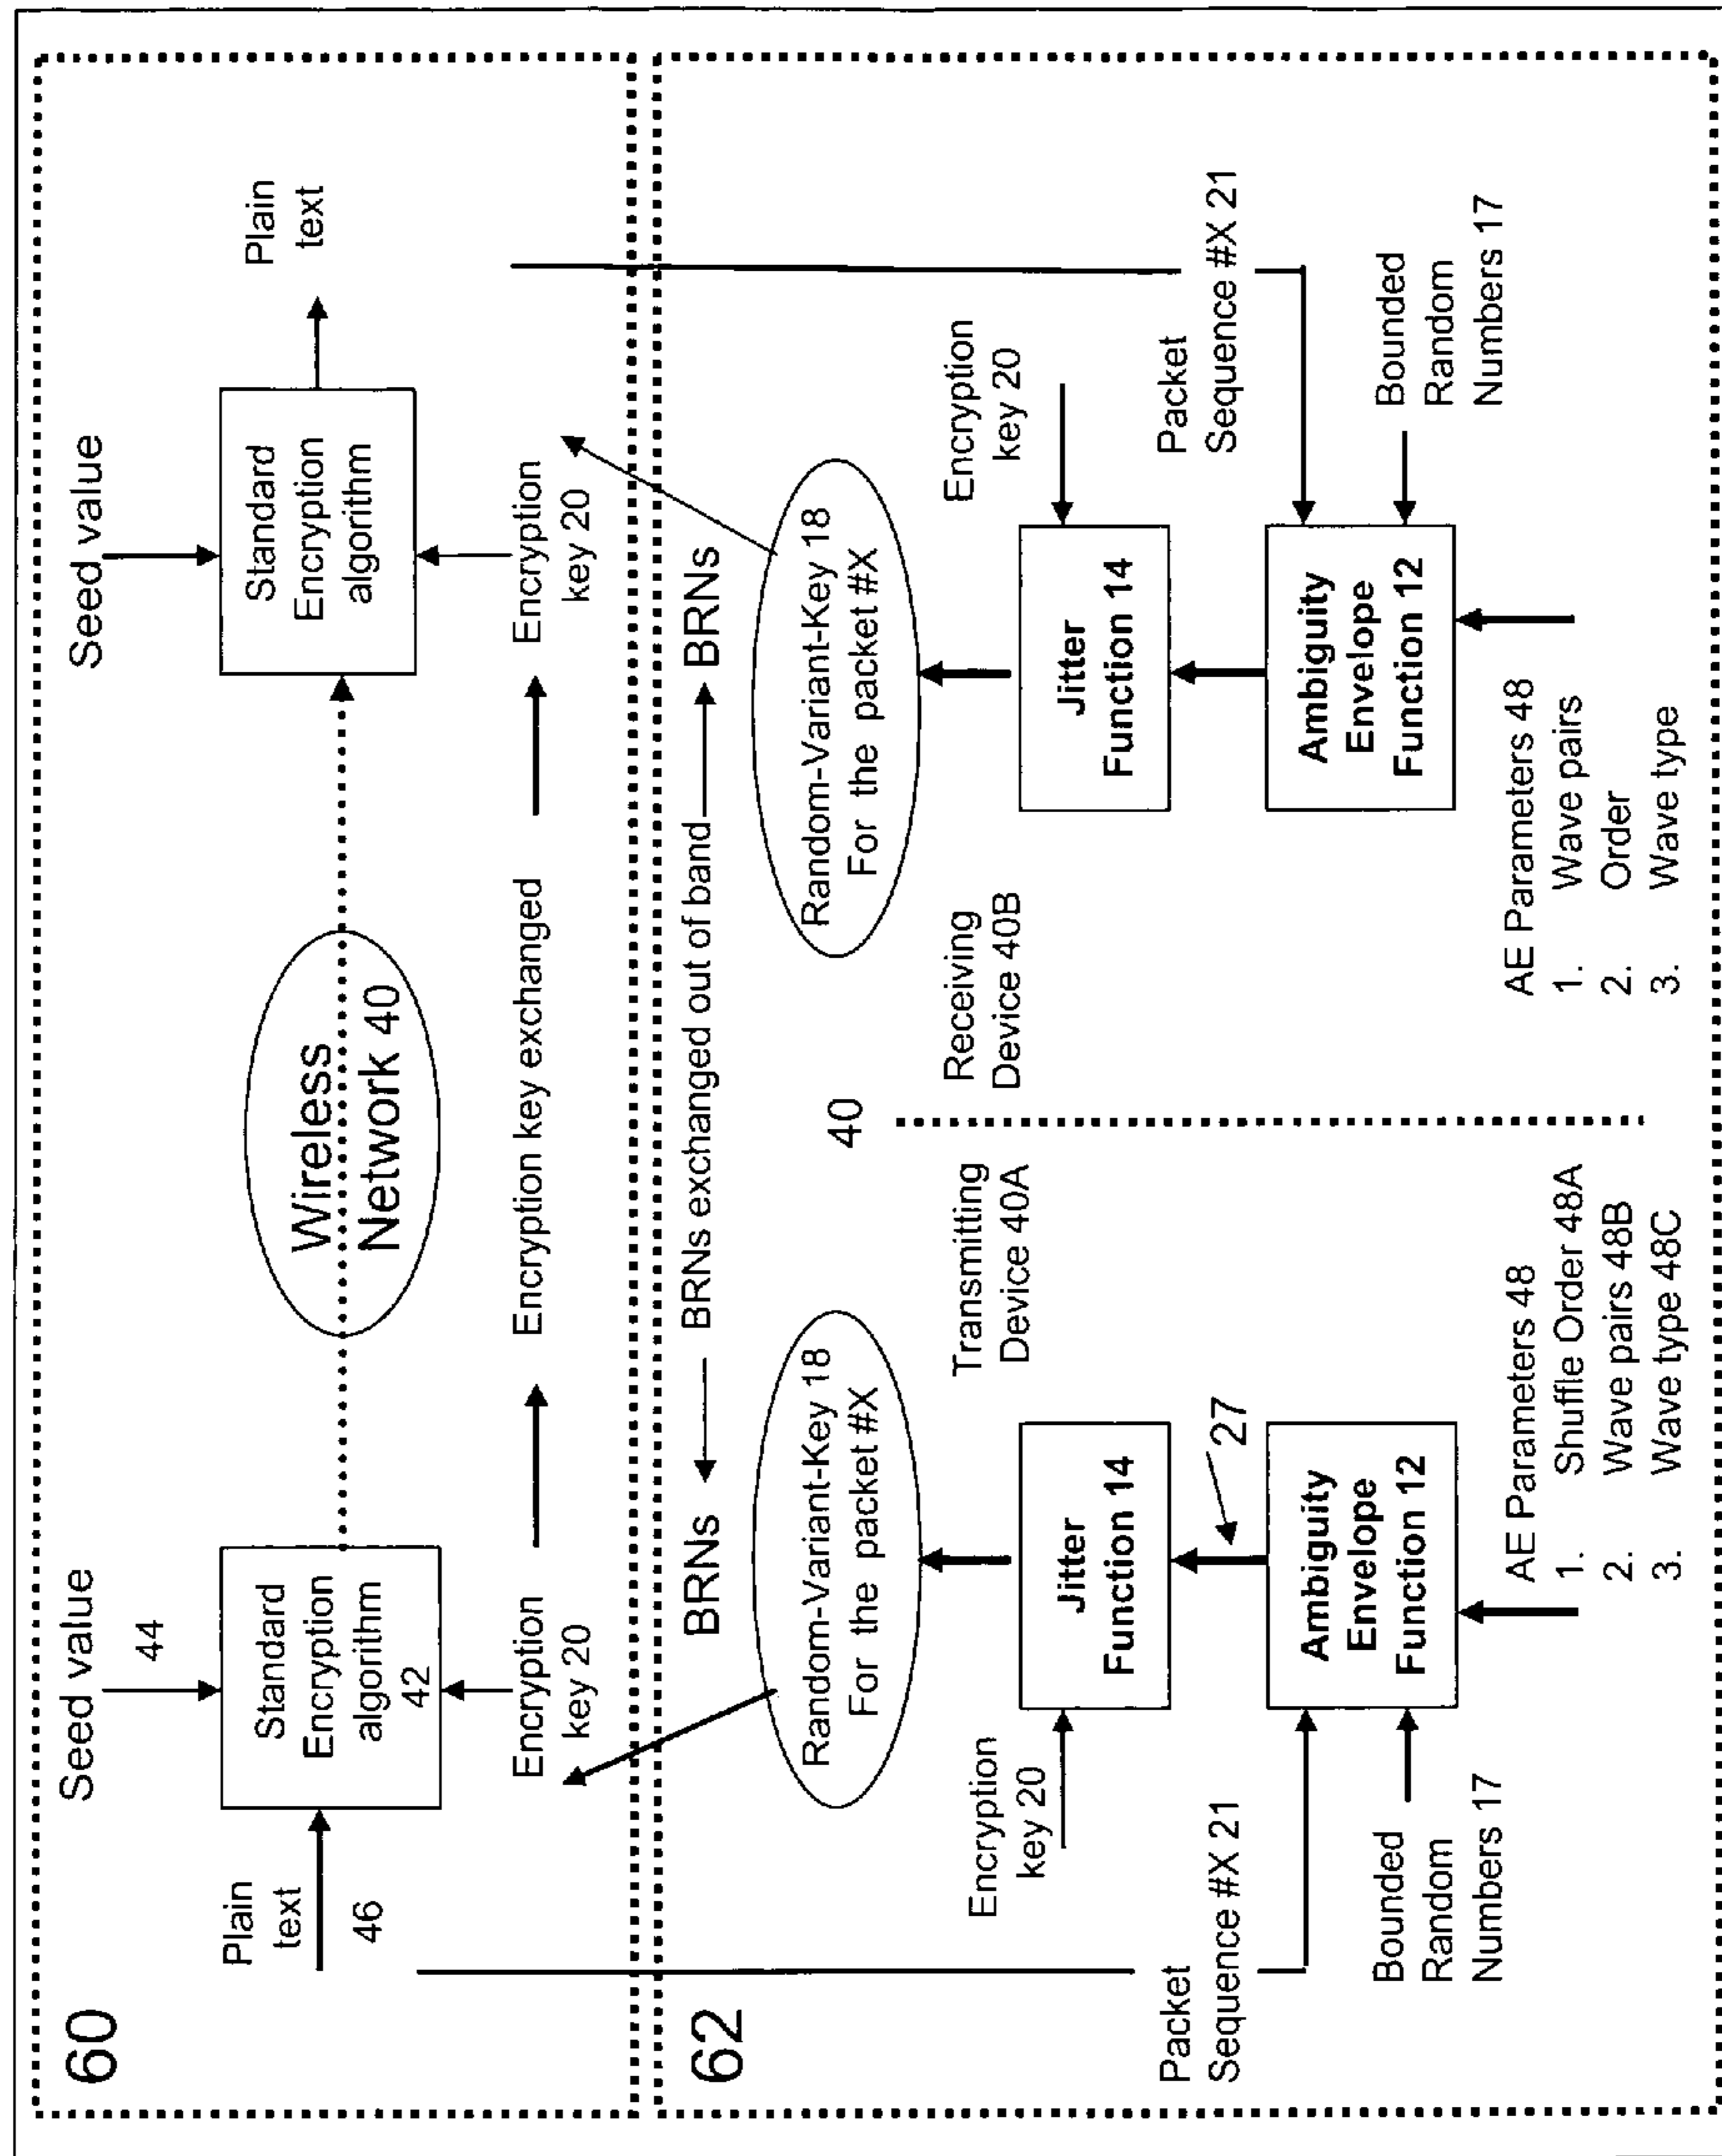 60
Seed value
44
Plain
text
46
Standard
Encryption
algorithm
42
Encryption
key 20
Wireless
Network 40
Encryption key exchanged
Seed value
Standard
Encryption
algorithm
Plain
text
Encryption
key 20
62
BRNs
BRNs exchanged out of band
BRNs
Random-Variant-Key 18
For the packet #X
Transmitting
Device 40A
Encryption
key 20
Jitter
Function 14
27
Packet
Sequence #X 21
Ambiguity
Envelope
Function 12
Bounded
Random
Numbers 17
AE Parameters 48
1. Shuffle Order 48A
2. Wave pairs 48B
3. Wave type 48C
40
Random-Variant-Key 18
For the packet #X
Receiving
Device 40B
Encryption
key 20
Jitter
Function 14
Packet
Sequence #X 21
Ambiguity
Envelope
Function 12
Bounded
Random
Numbers 17
AE Parameters 48
1. Wave pairs
2. Order
3. Wave type